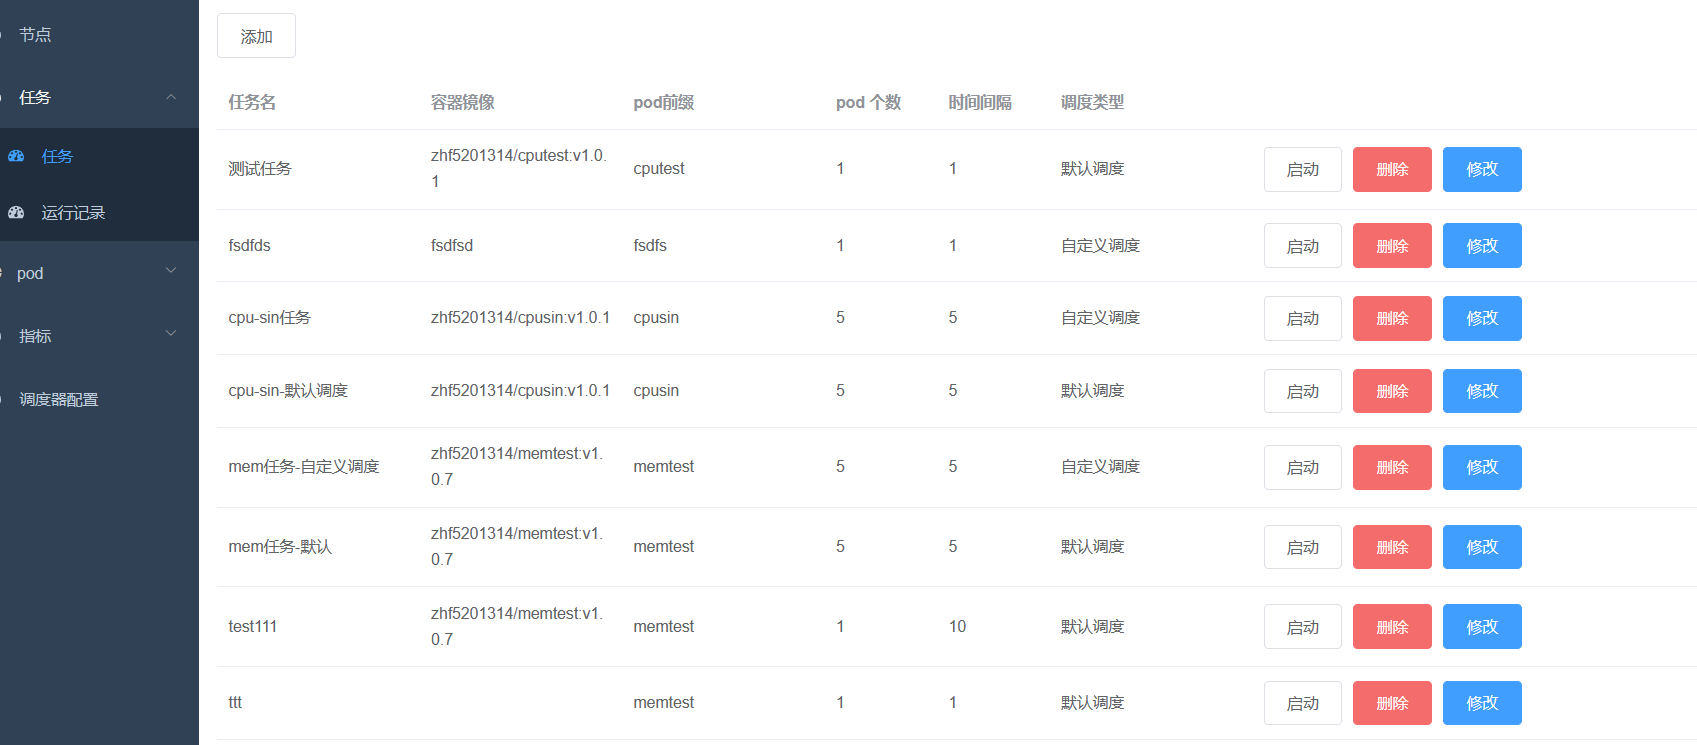 节点
任务
任务
运行记录
pod
指标
调度器配置
添加
任务名 容器镜像 pod前缀 pod 个数 时间间隔 调度类型
测试任务 zhf5201314/cputest:v1.0. cputest 1 1 默认调度 启动 删除 修改
1
fsdfds fsdfsd fsdfs 1 1 自定义调度 启动 删除 修改
cpu-sin任务 zhf5201314/cpusin:v1.0.1 cpusin 5 5 自定义调度 启动 删除 修改
cpu-sin-默认调度 zhf5201314/cpusin:v1.0.1 cpusin 5 5 默认调度 启动 删除 修改
mem任务-自定义调度 zhf5201314/memtest:v1. memtest 5 5 自定义调度 启动 删除 修改
0.7
mem任务-默认 zhf5201314/memtest:v1. memtest 5 5 默认调度 启动 删除 修改
0.7
test111 zhf5201314/memtest:v1. memtest 1 10 默认调度 启动 删除 修改
0.7
ttt memtest 1 1 默认调度 启动 删除 修改